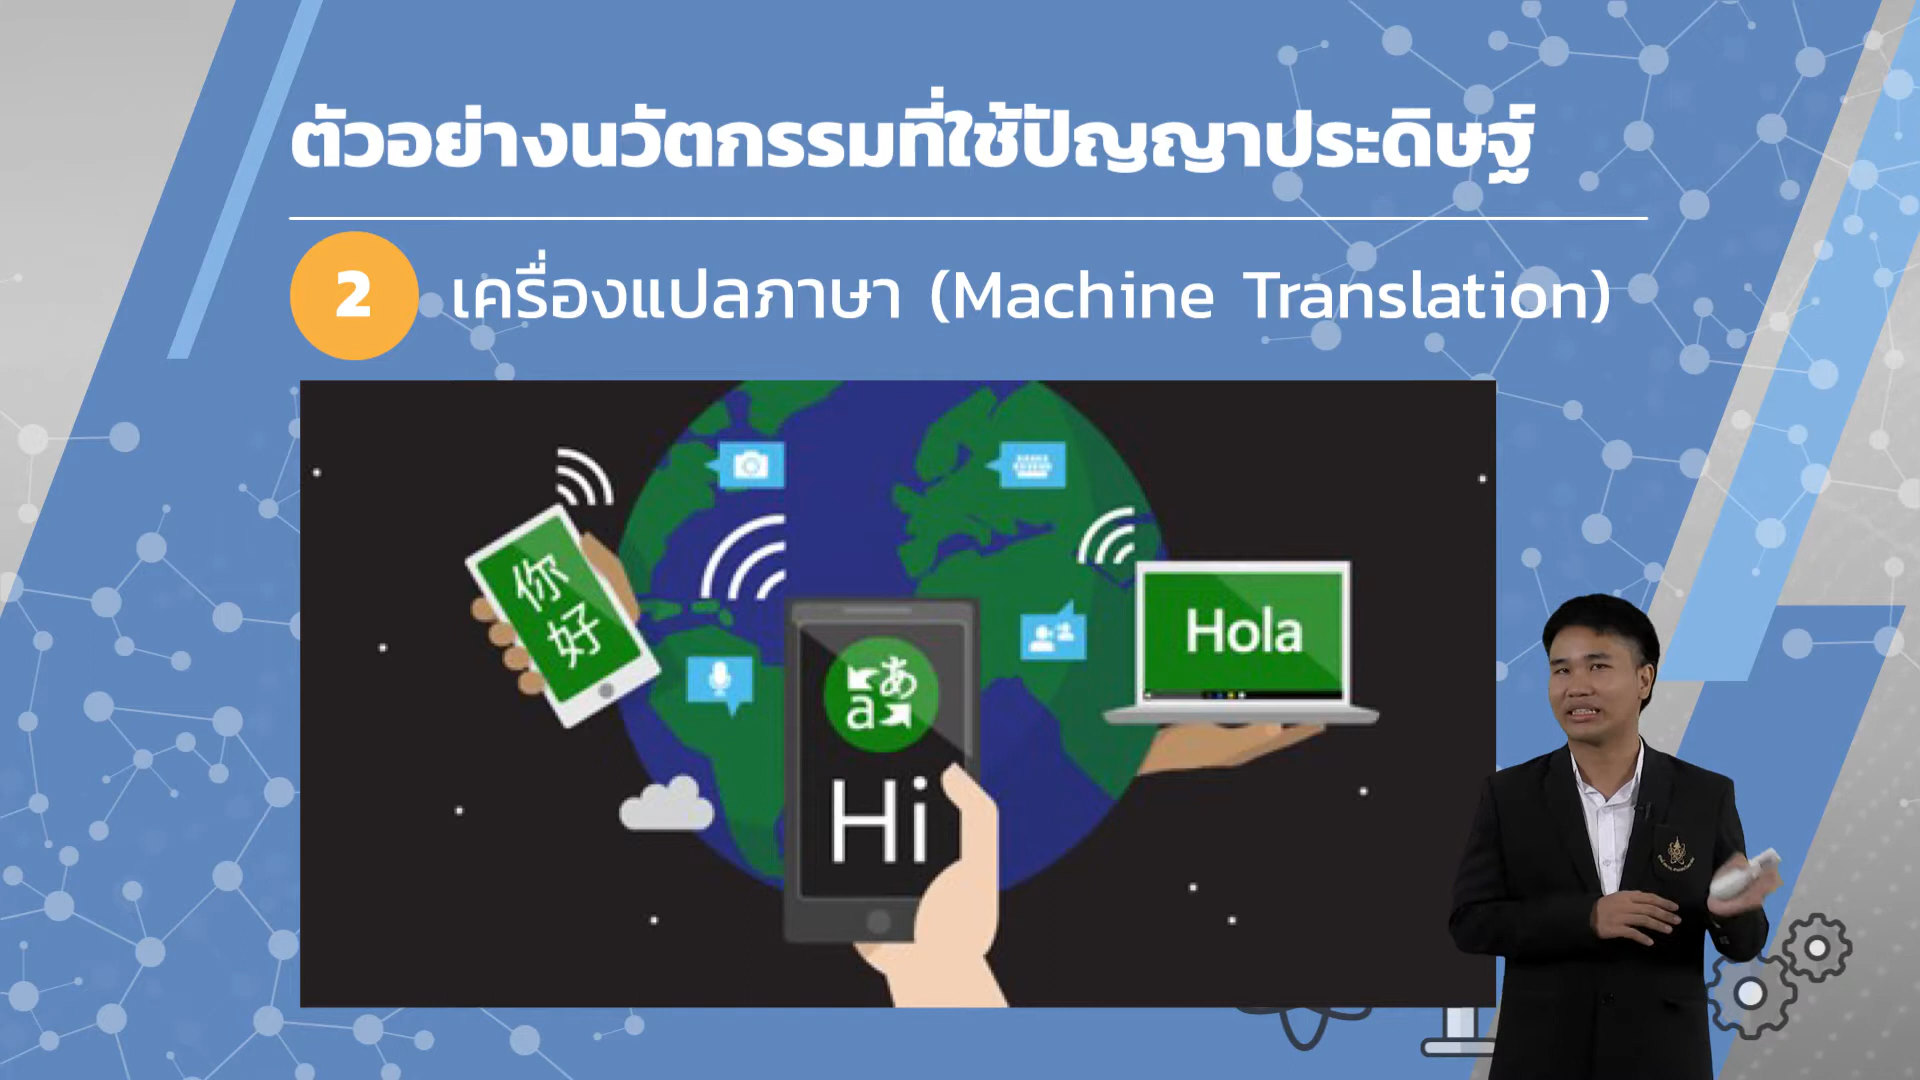 ตัวอย่างนวัตกรรมที่ใช้ปัญญาประดิษฐ์
2 เครื่องแปลภาษา (Machine Translation)
你
好
あ
a
Hi
Hola